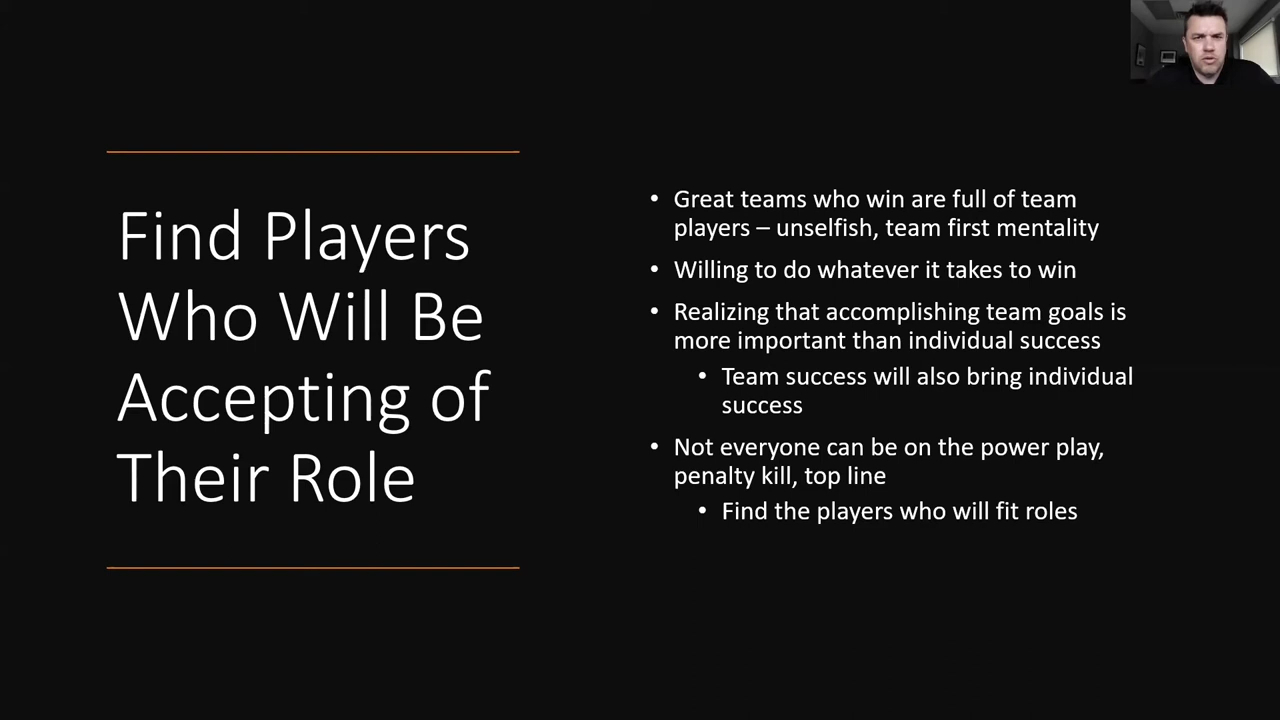 Find Players
Who Will Be
Accepting of
Their Role
• Great teams who win are full of team
players – unselfish, team first mentality
• Willing to do whatever it takes to win
• Realizing that accomplishing team goals is
more important than individual success
• Team success will also bring individual
success
• Not everyone can be on the power play,
penalty kill, top line
• Find the players who will fit roles